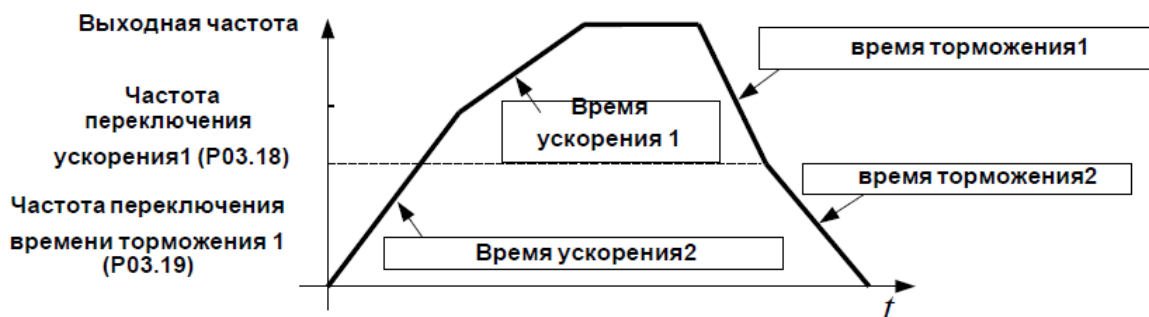 Выходная частота
Частота
переключения
ускорения1 (P03.18)
Частота переключения
времени торможения 1
(P03.19)
Время
ускорения 1
Время ускорения2
время торможения1
время торможения2
t